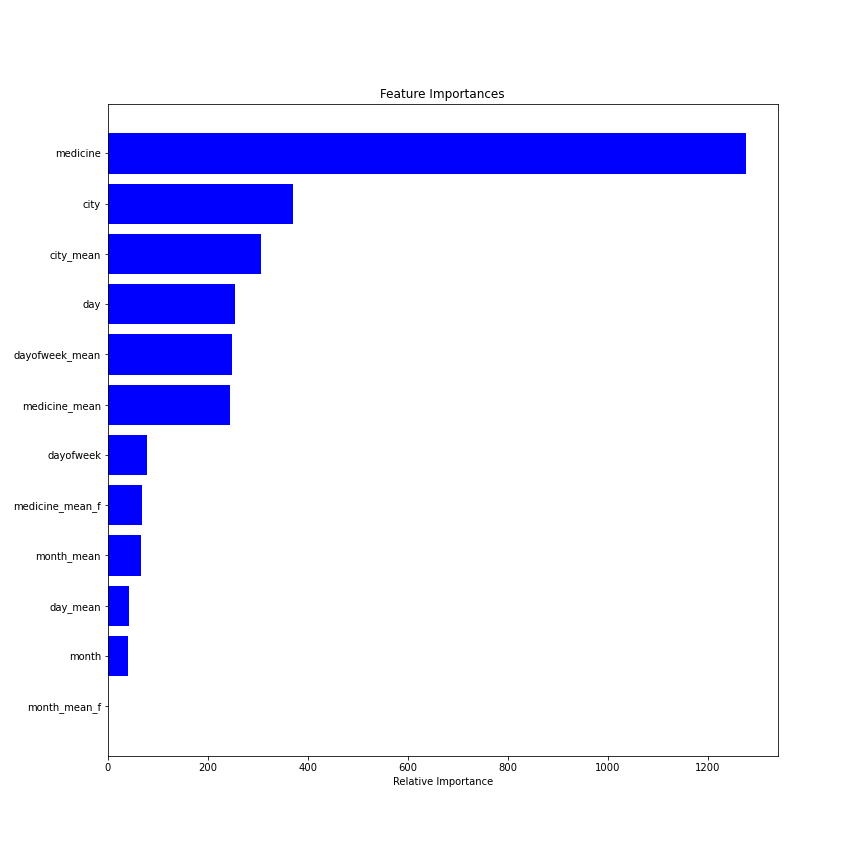 Feature Importances
medicine
city
city_mean
day
dayofweek_mean
medicine_mean
dayofweek
medicine_mean_f
month_mean
day_mean
month
month_mean_f
0 200 400 600 800 1000 1200
Relative Importance